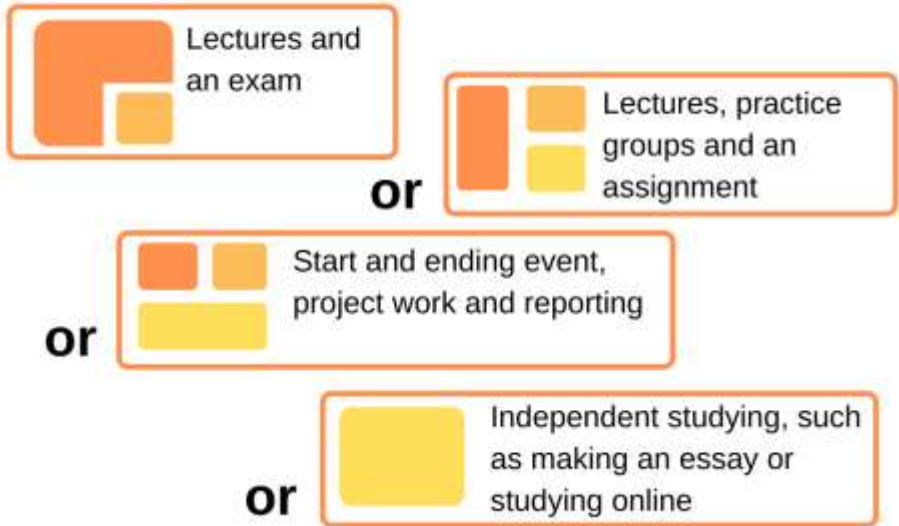 Lectures and
an exam
or
Lectures, practice
groups and an
assignment
or
Start and ending event,
project work and reporting
or
Independent studying, such
as making an essay or
studying online